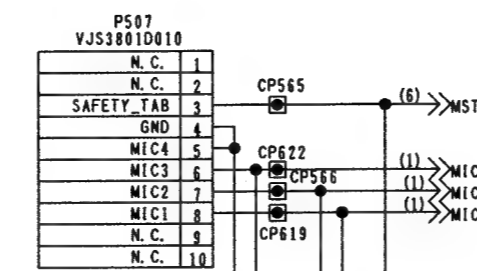 P507
VJS3801D010
N.C. 1
N.C. 2
SAFETY_TAB 3
GND 4
MIC4 5
MIC3 6
MIC2 7
MIC1 8
N.C. 9
N.C. 10
CP565
(6) MST
CP622
(1) MIC
CP566
(1) MIC
(1) MIC
CP619